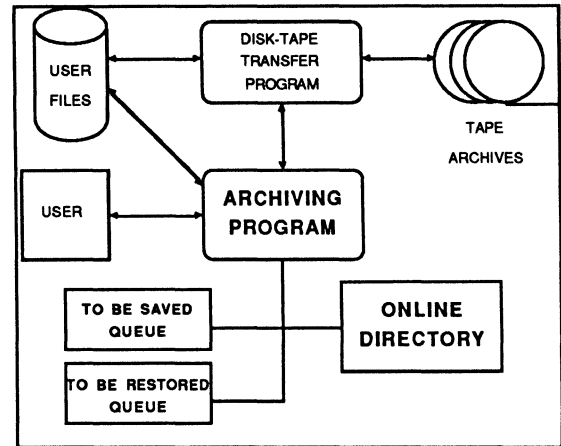 USER
FILES
DISK-TAPE
TRANSFER
PROGRAM
TAPE
ARCHIVES
USER
ARCHIVING
PROGRAM
TO BE SAVED
QUEUE
ONLINE
DIRECTORY
TO BE RESTORED
QUEUE